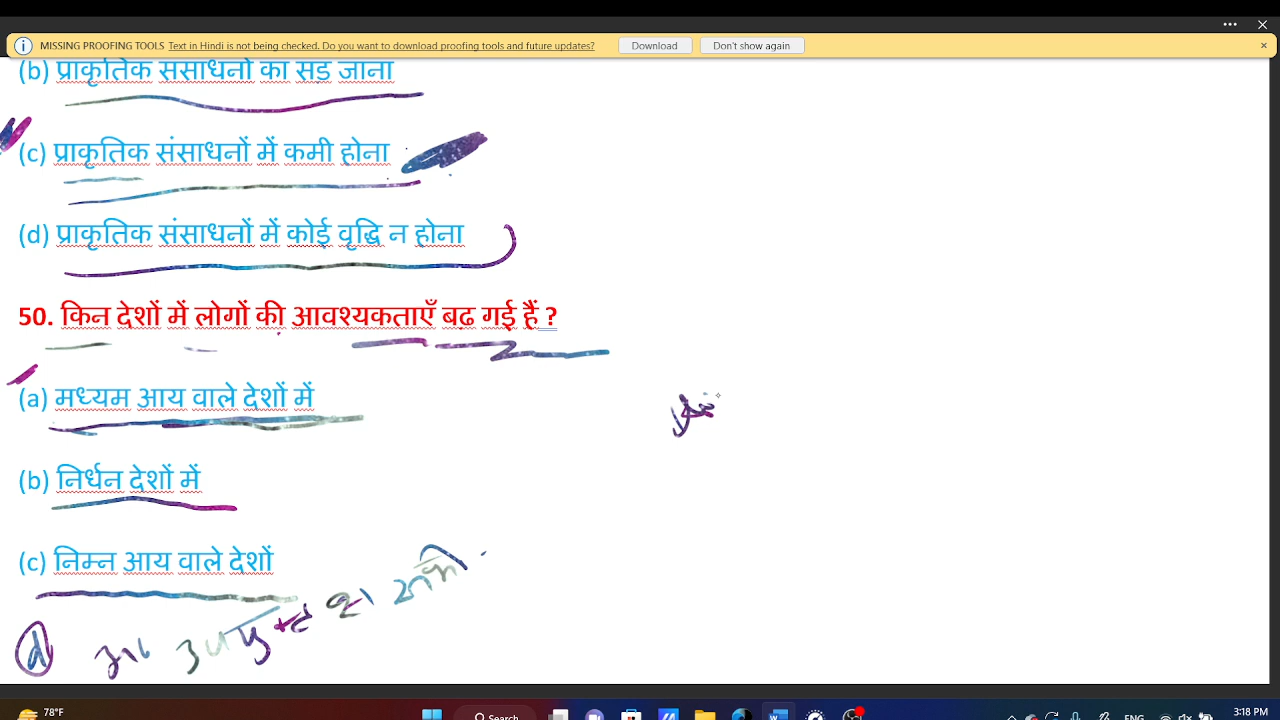 MISSING PROOFING TOOLS Text in Hindi is not being checked. Do you want to download proofing tools and future updates? Download Don't show again
(b) प्राकृतिक संसाधनों का सड़ जाना
(c) प्राकृतिक संसाधनों में कमी होना
(d) प्राकृतिक संसाधनों में कोई वृद्धि न होना
50. किन देशों में लोगों की आवश्यकताएँ बढ़ गई हैं ?
(a) मध्यम आय वाले देशों में
(b) निर्धन देशों में
(c) निम्न आय वाले देशों
d उपयुक्त
78°F Search ENG 3:18 PM